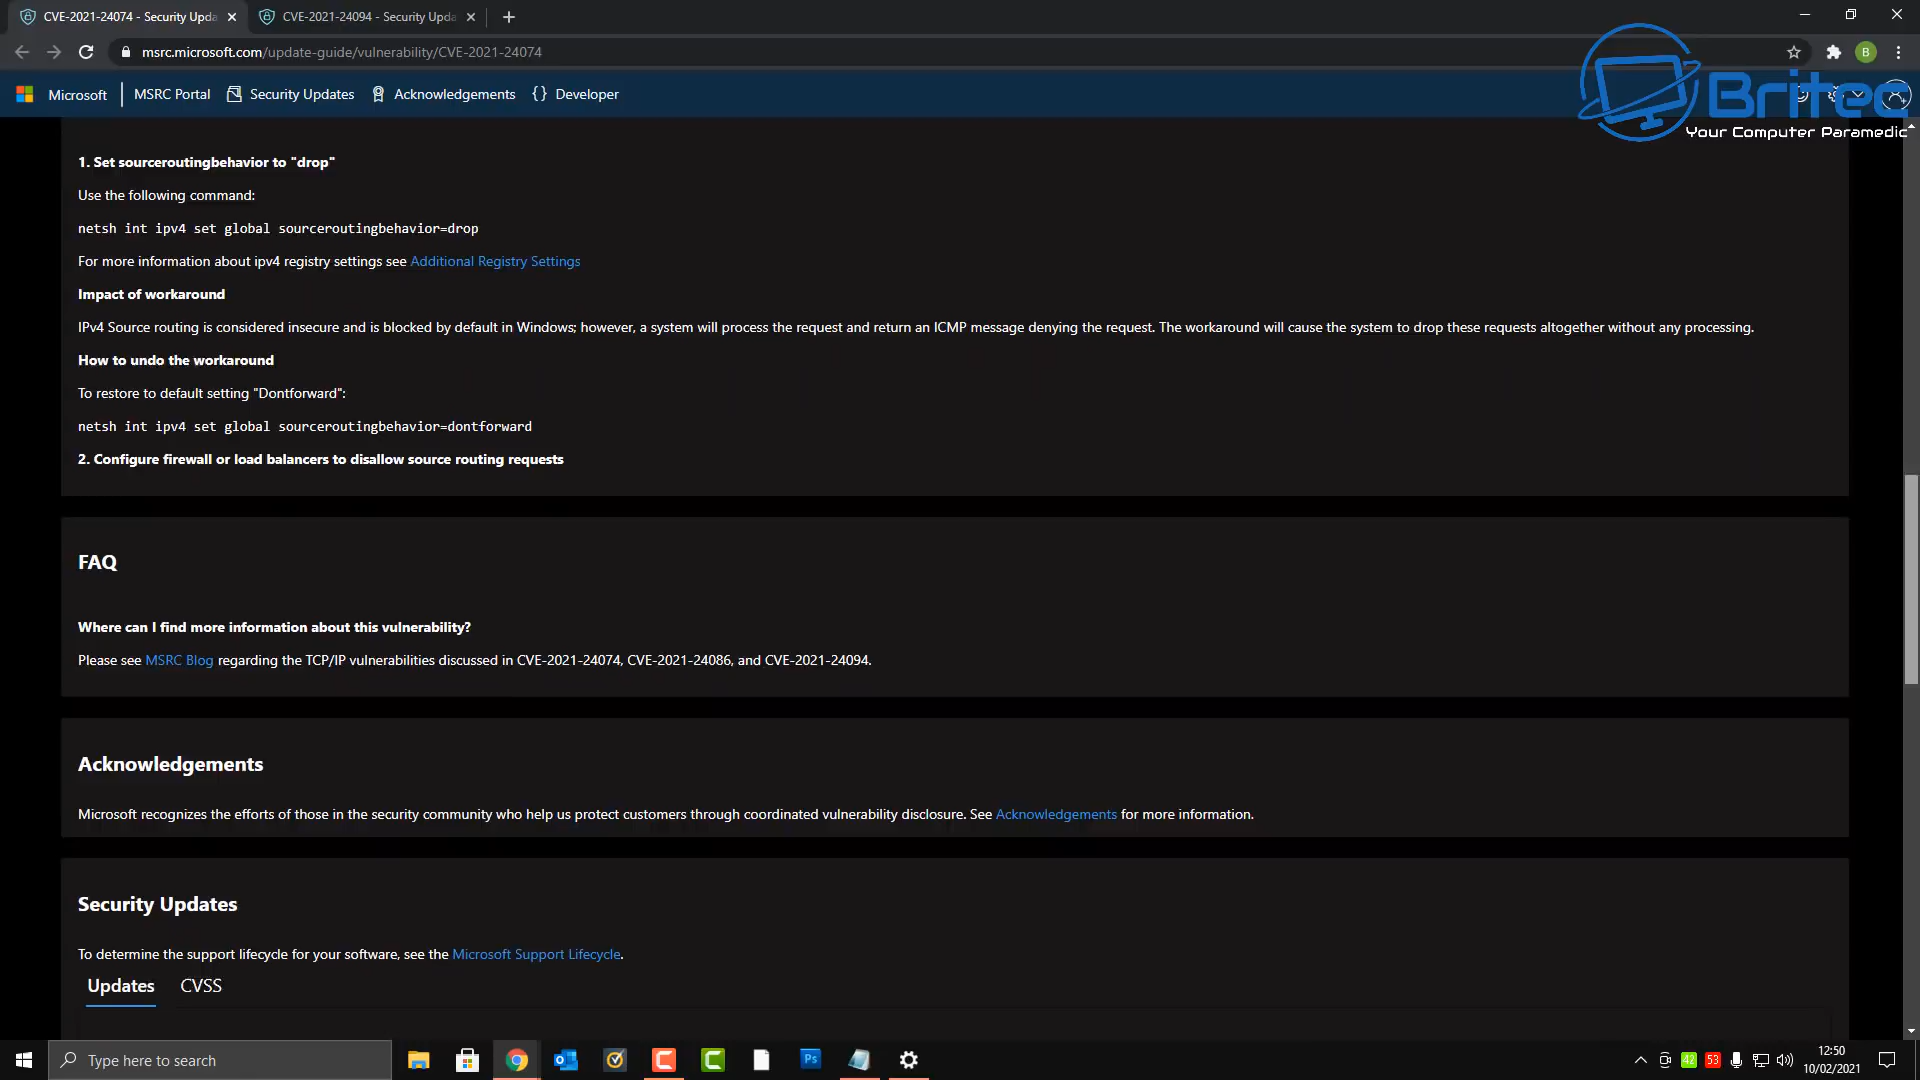 CVE-2021-24074 - Security Upda
CVE-2021-24094 - Security Upda
msrc.microsoft.com/update-guide/vulnerability/CVE-2021-24074
B
Microsoft
MSRC Portal
Security Updates
Acknowledgements
{} Developer
Britec
Your Computer Paramedic
1. Set sourceroutingbehavior to "drop"
Use the following command:
netsh int ipv4 set global sourceroutingbehavior=drop
For more information about ipv4 registry settings see Additional Registry Settings
Impact of workaround
IPv4 Source routing is considered insecure and is blocked by default in Windows; however, a system will process the request and return an ICMP message denying the request. The workaround will cause the system to drop these requests altogether without any processing.
How to undo the workaround
To restore to default setting "Dontforward":
netsh int ipv4 set global sourceroutingbehavior=dontforward
2. Configure firewall or load balancers to disallow source routing requests
FAQ
Where can I find more information about this vulnerability?
Please see MSRC Blog regarding the TCP/IP vulnerabilities discussed in CVE-2021-24074, CVE-2021-24086, and CVE-2021-24094.
Acknowledgements
Microsoft recognizes the efforts of those in the security community who help us protect customers through coordinated vulnerability disclosure. See Acknowledgements for more information.
Security Updates
To determine the support lifecycle for your software, see the Microsoft Support Lifecycle.
Updates
CVSS
Type here to search
Ps
42
53
12:50
10/02/2021